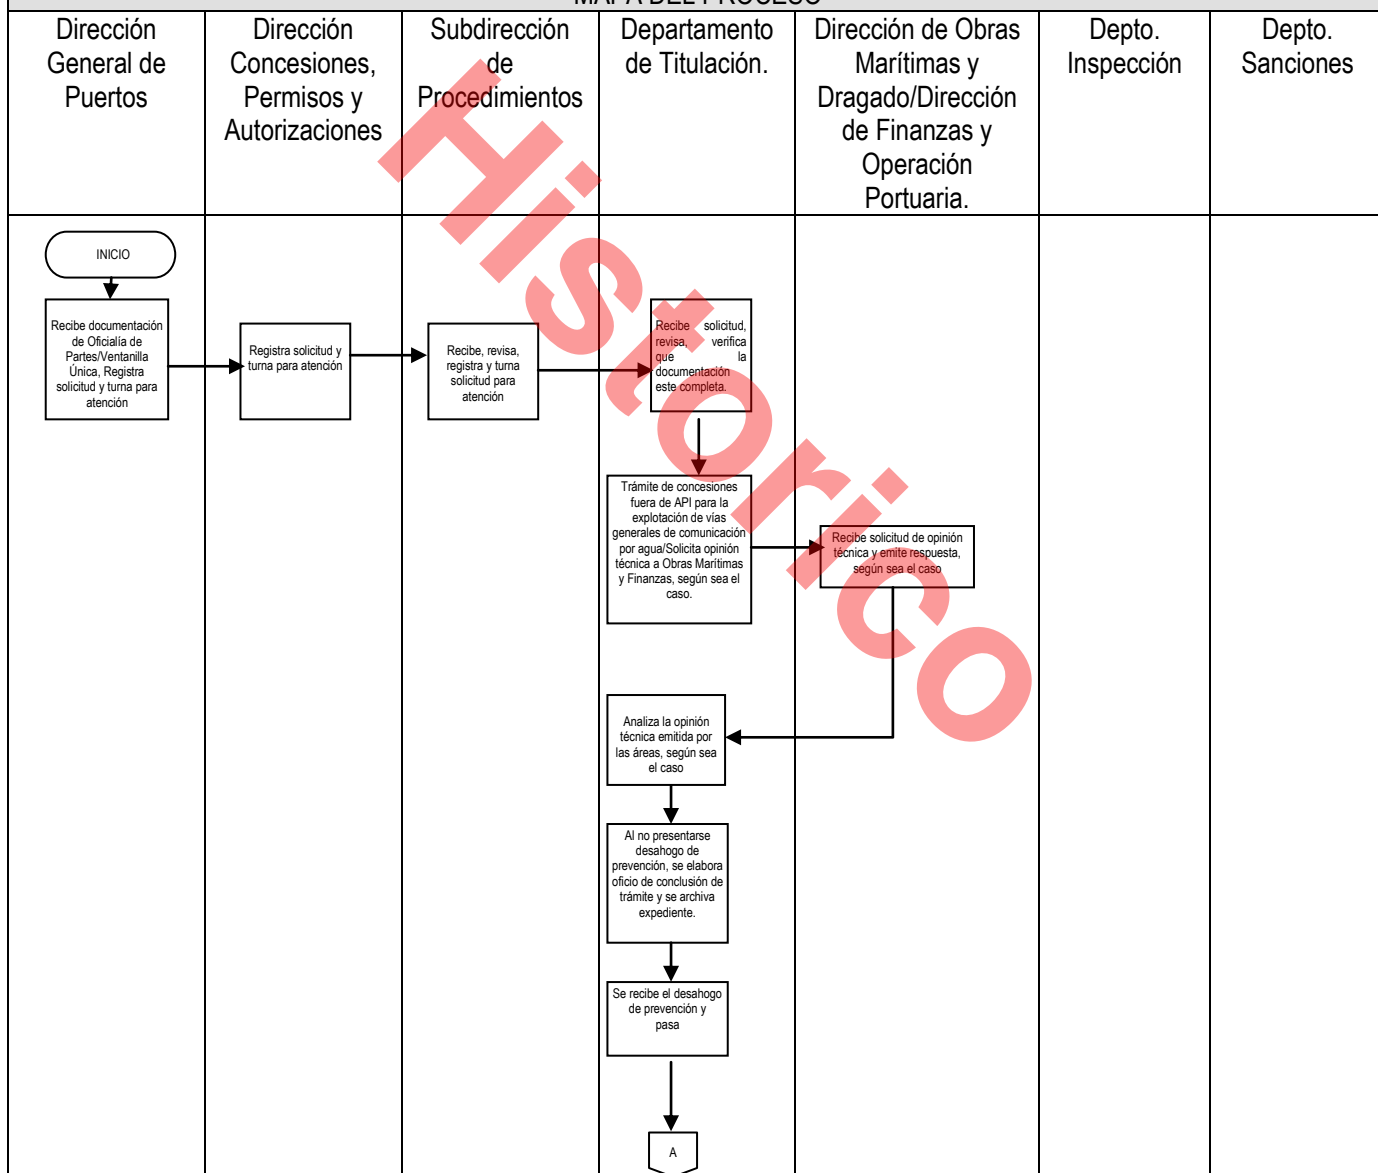 MAPA DEL PROCESO
Dirección
General de
Puertos
Dirección
Concesiones,
Permisos y
Autorizaciones
Subdirección
de
Procedimientos
Departamento
de Titulación.
Dirección de Obras
Marítimas y
Dragado/Dirección
de Finanzas y
Operación
Portuaria.
Depto.
Inspección
Depto.
Sanciones
INICIO
Recibe documentación
de Oficialía de
Partes/Ventanilla
Única, Registra
solicitud y turna para
atención
Registra solicitud y
turna para atención
Recibe, revisa,
registra y turna
solicitud para
atención
Recibe solicitud,
revisa, verifica
que la
documentación
este completa.
Trámite de concesiones
fuera de API para la
explotación de vías
generales de comunicación
por agua/Solicita opinión
técnica a Obras Marítimas
y Finanzas, según sea el
caso.
Recibe solicitud de opinión
técnica y emite respuesta,
según sea el caso
Analiza la opinión
técnica emitida por
las áreas, según sea
el caso
Al no presentarse
desahogo de
prevención, se elabora
oficio de conclusión de
trámite y se archiva
expediente.
Se recibe el desahogo
de prevención y
pasa
A
Historico